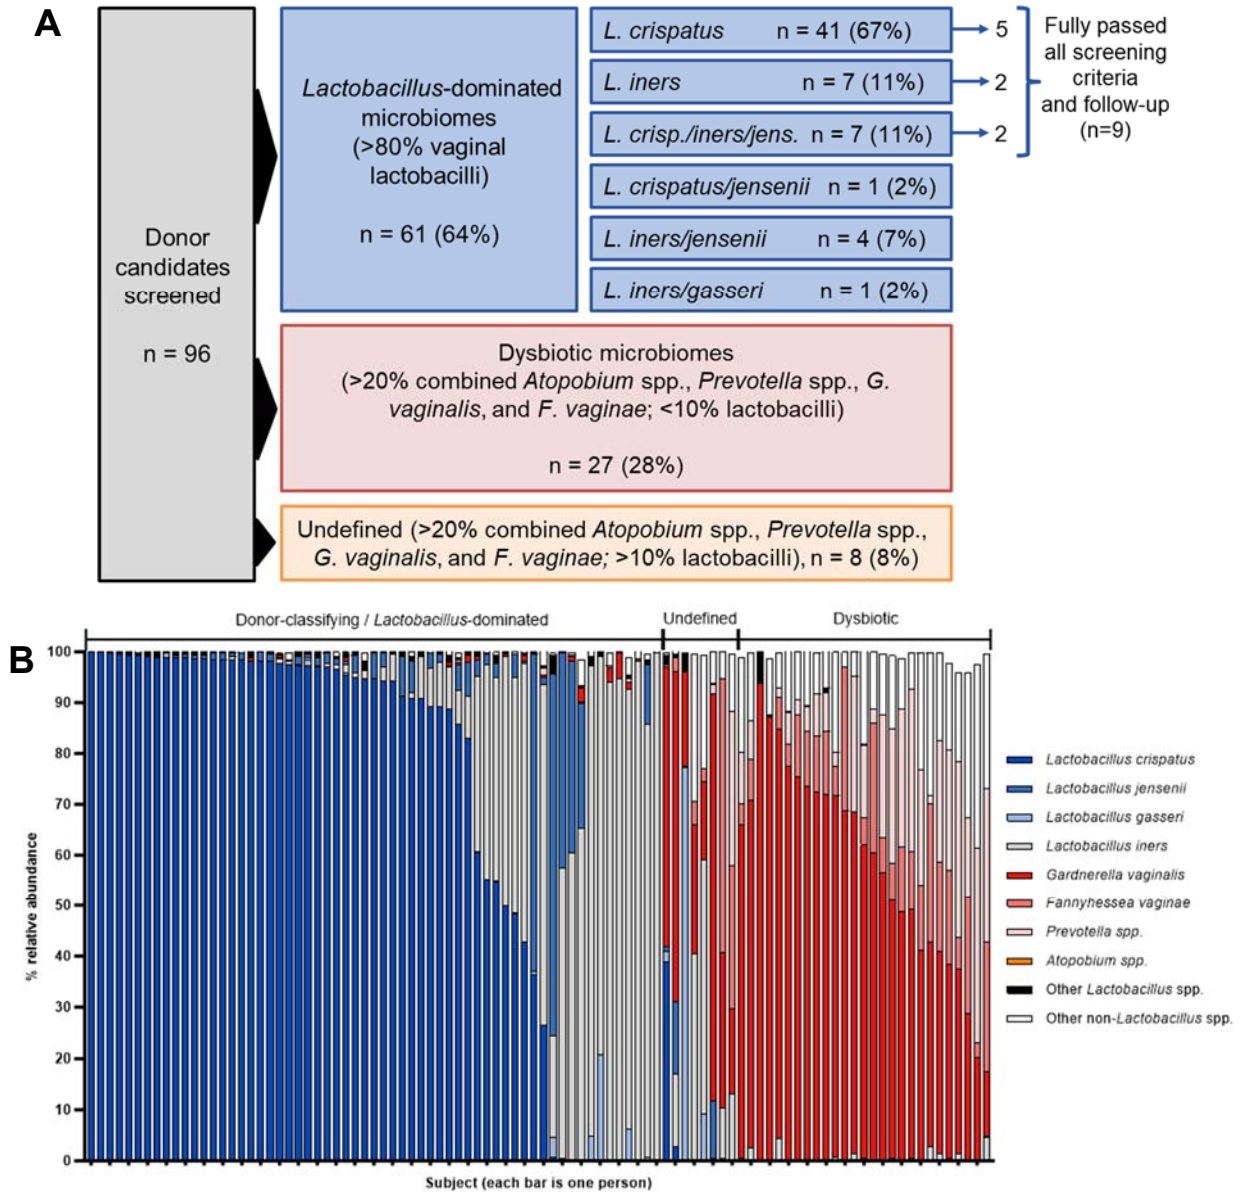 A
Donor
candidates
screened
n = 96
Lactobacillus-dominated
microbiomes
(>80% vaginal
lactobacilli)
n = 61 (64%)
L. crispatus n = 41 (67%)
5
L. iners n = 7 (11%)
2
L. crisp./iners/jens. n = 7 (11%)
2
L. crispatus/jensenii n = 1 (2%)
L. iners/jensenii n = 4 (7%)
L. iners/gasseri n = 1 (2%)
Fully passed
all screening
criteria
and follow-up
(n=9)
Dysbiotic microbiomes
(>20% combined Atopobium spp., Prevotella spp., G.
vaginalis, and F. vaginae; <10% lactobacilli)
n = 27 (28%)
Undefined (>20% combined Atopobium spp., Prevotella spp.,
G. vaginalis, and F. vaginae; >10% lactobacilli), n = 8 (8%)
B
Donor-classifying / Lactobacillus-dominated
Undefined
Dysbiotic
% relative abundance
100
90
80
70
60
50
40
30
20
10
0
Subject (each bar is one person)
Lactobacillus crispatus
Lactobacillus jensenii
Lactobacillus gasseri
Lactobacillus iners
Gardnerella vaginalis
Fannyhessea vaginae
Prevotella spp.
Atopobium spp.
Other Lactobacillus spp.
Other non-Lactobacillus spp.